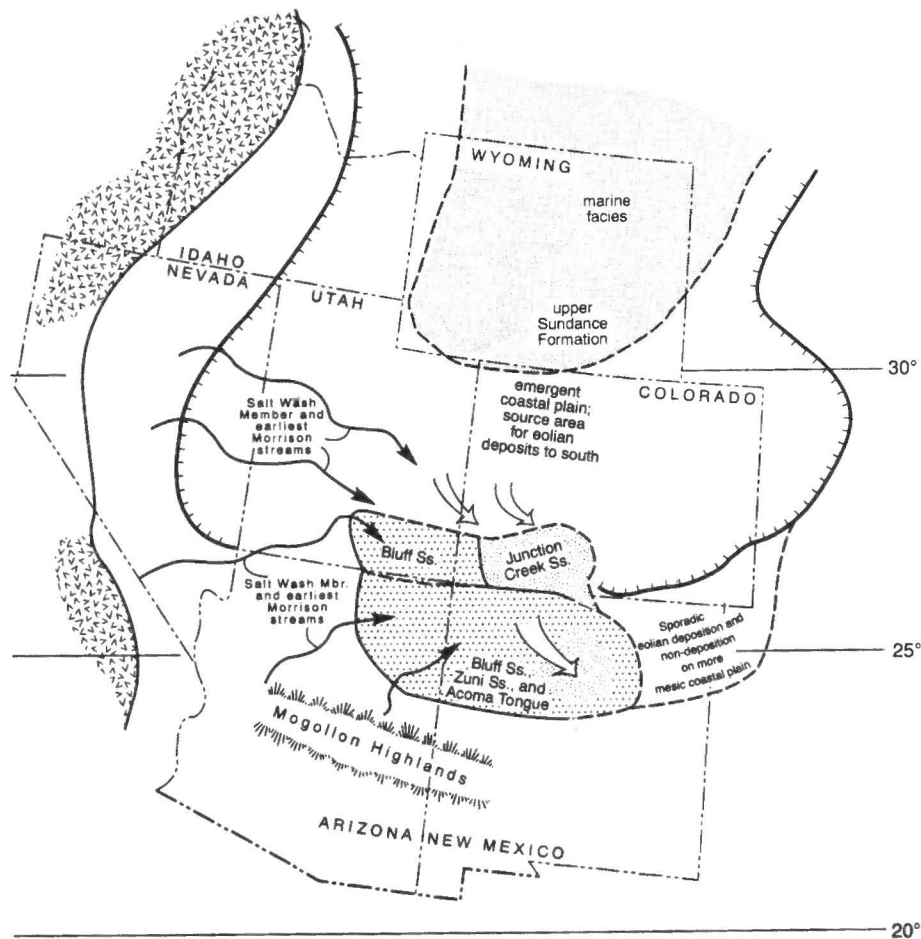 WYOMING
marine
facies
IDAHO
NEVADA
UTAH
upper
Sundance
Formation
30°
emergent
coastal plain;
source area
for eolian
deposits to south
COLORADO
Salt Wash
Member and
earliest
Morrison
streams
Bluff Ss.
Junction
Creek Ss.
Salt Wash Mbr.
and earliest
Morrison
streams
Sporadic
eolian deposition and
non-deposition
on more
mesic coastal plain
25°
Bluff Ss.,
Zuni Ss., and
Acoma Tongue
Mogollon Highlands
ARIZONA
NEW MEXICO
20°